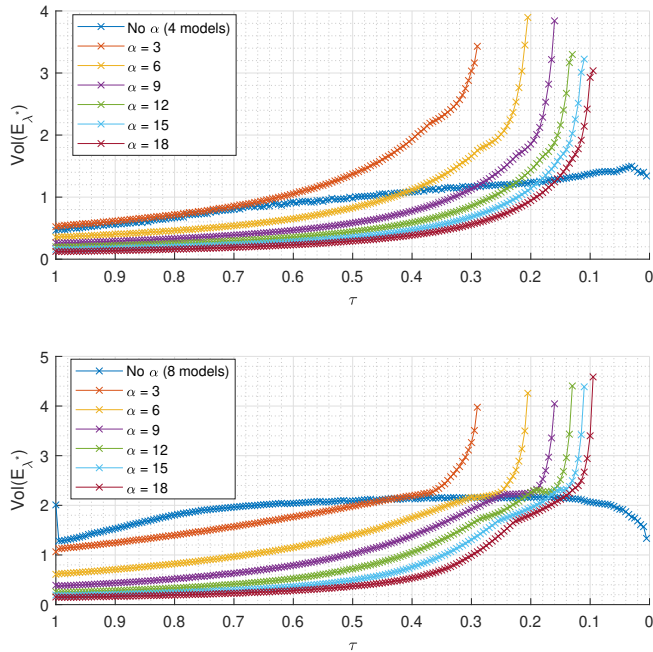 4
3
2
1
0
Vol(E_λ*)
No α (4 models)
α = 3
α = 6
α = 9
α = 12
α = 15
α = 18
1 0.9 0.8 0.7 0.6 0.5 0.4 0.3 0.2 0.1 0
τ
5
4
3
2
1
0
Vol(E_λ*)
No α (8 models)
α = 3
α = 6
α = 9
α = 12
α = 15
α = 18
1 0.9 0.8 0.7 0.6 0.5 0.4 0.3 0.2 0.1 0
τ